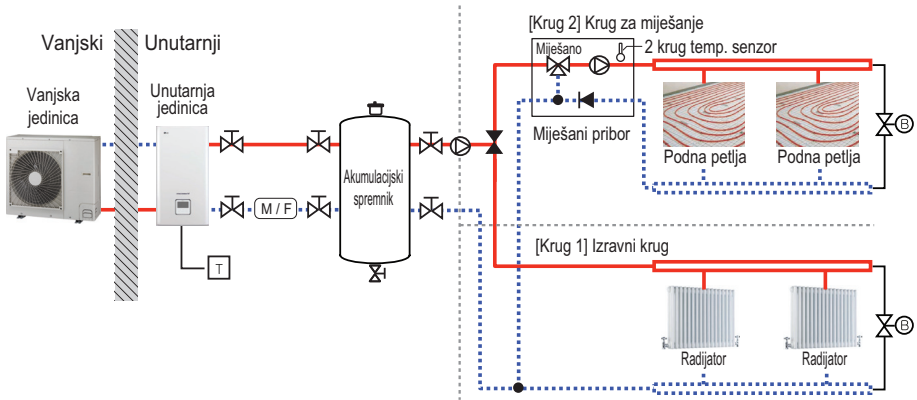 Vanjski
Unutarnji
Vanjska
jedinica
Unutarnja
jedinica
T
M / F
Akumulacijski
spremnik
[Krug 2] Krug za miješanje
Miješano
2 krug temp. senzor
Miješani pribor
Podna petlja
Podna petlja
B
[Krug 1] Izravni krug
Radijator
Radijator
B